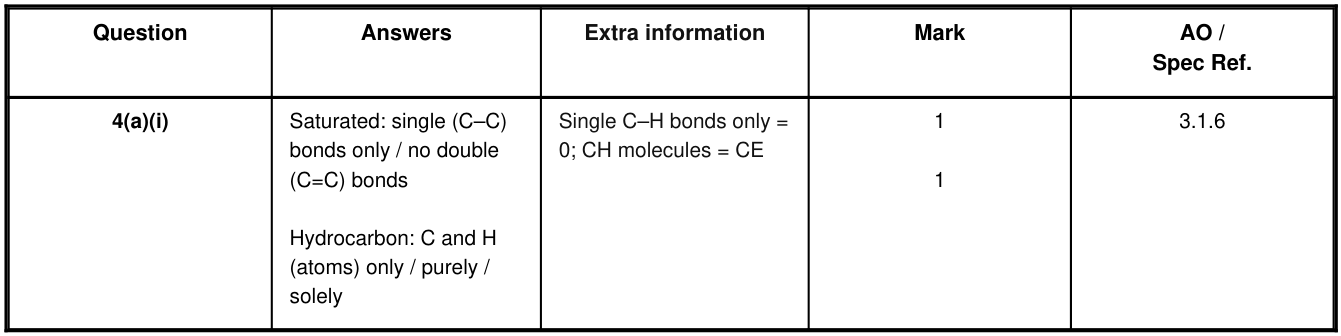 Question
Answers
Extra information
Mark
AO /
Spec Ref.
4(a)(i)
Saturated: single (C–C)
bonds only / no double
(C=C) bonds
Hydrocarbon: C and H
(atoms) only / purely /
solely
Single C–H bonds only =
0; CH molecules = CE
1
1
3.1.6